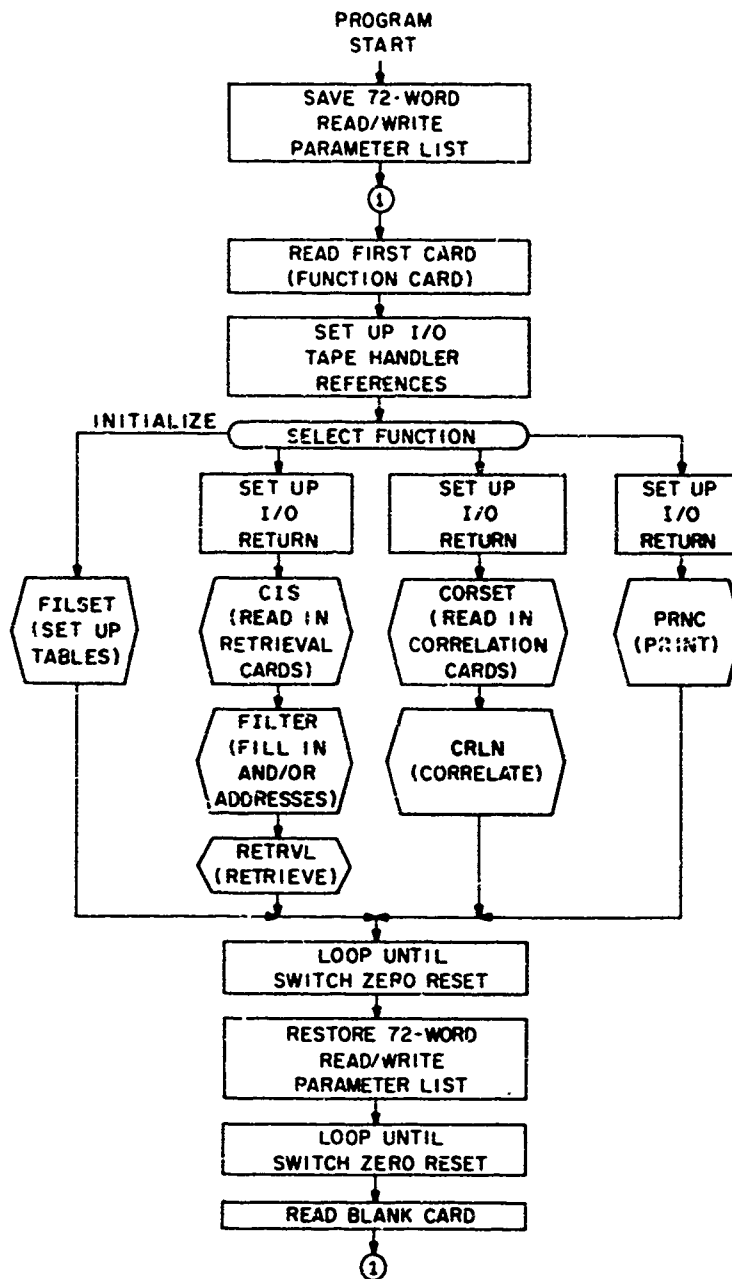 PROGRAM
START
SAVE 72-WORD
READ/WRITE
PARAMETER LIST
1
READ FIRST CARD
(FUNCTION CARD)
SET UP I/O
TAPE HANDLER
REFERENCES
INITIALIZE
SELECT FUNCTION
SET UP
I/O
RETURN
SET UP
I/O
RETURN
SET UP
I/O
RETURN
FILSET
(SET UP
TABLES)
CIS
(READ IN
RETRIEVAL
CARDS)
CORSET
(READ IN
CORRELATION
CARDS)
PRNC
(PRINT)
FILTER
(FILL IN
AND/OR
ADDRESSES)
CRLN
(CORRELATE)
RETRVL
(RETRIEVE)
LOOP UNTIL
SWITCH ZERO RESET
RESTORE 72-WORD
READ/WRITE
PARAMETER LIST
LOOP UNTIL
SWITCH ZERO RESET
READ BLANK CARD
1